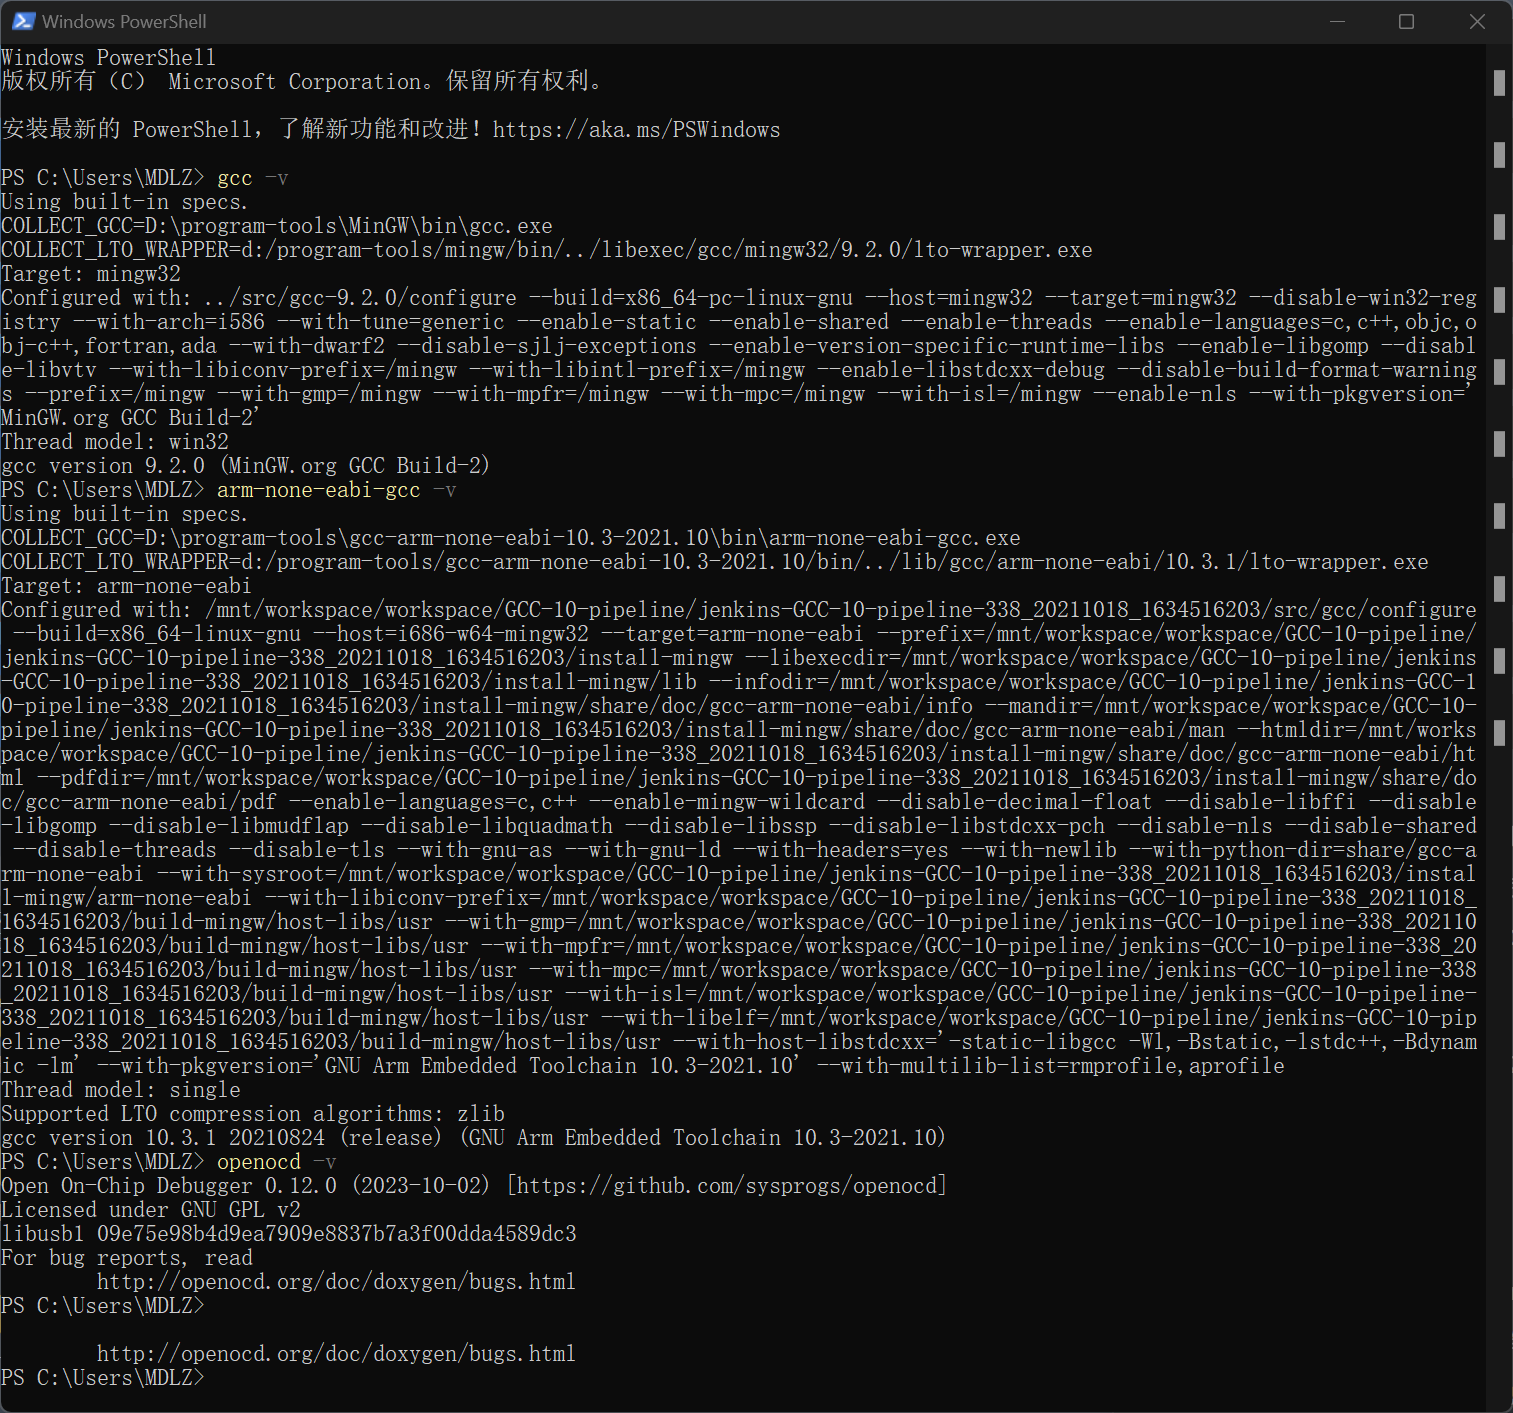 Windows PowerShell
Windows PowerShell
版权所有（C） Microsoft Corporation。保留所有权利。
安装最新的 PowerShell，了解新功能和改进！https://aka.ms/PSWindows
PS C:\Users\MDLZ> gcc -v
Using built-in specs.
COLLECT_GCC=D:\program-tools\MinGW\bin\gcc.exe
COLLECT_LTO_WRAPPER=d:/program-tools/mingw/bin/../libexec/gcc/mingw32/9.2.0/lto-wrapper.exe
Target: mingw32
Configured with: ../src/gcc-9.2.0/configure --build=x86_64-pc-linux-gnu --host=mingw32 --target=mingw32 --disable-win32-reg
istry --with-arch=i586 --with-tune=generic --enable-static --enable-shared --enable-threads --enable-languages=c,c++,objc,o
bj-c++,fortran,ada --with-dwarf2 --disable-sjlj-exceptions --enable-version-specific-runtime-libs --enable-libgomp --disabl
e-libvtv --with-libiconv-prefix=/mingw --with-libintl-prefix=/mingw --enable-libstdcxx-debug --disable-build-format-warning
s --prefix=/mingw --with-gmp=/mingw --with-mpfr=/mingw --with-mpc=/mingw --with-isl=/mingw --enable-nls --with-pkgversion='
MinGW.org GCC Build-2'
Thread model: win32
gcc version 9.2.0 (MinGW.org GCC Build-2)
PS C:\Users\MDLZ> arm-none-eabi-gcc -v
Using built-in specs.
COLLECT_GCC=D:\program-tools\gcc-arm-none-eabi-10.3-2021.10\bin\arm-none-eabi-gcc.exe
COLLECT_LTO_WRAPPER=d:/program-tools/gcc-arm-none-eabi-10.3-2021.10/bin/../lib/gcc/arm-none-eabi/10.3.1/lto-wrapper.exe
Target: arm-none-eabi
Configured with: /mnt/workspace/workspace/GCC-10-pipeline/jenkins-GCC-10-pipeline-338_20211018_1634516203/src/gcc/configure
 --build=x86_64-linux-gnu --host=i686-w64-mingw32 --target=arm-none-eabi --prefix=/mnt/workspace/workspace/GCC-10-pipeline/
jenkins-GCC-10-pipeline-338_20211018_1634516203/install-mingw --libexecdir=/mnt/workspace/workspace/GCC-10-pipeline/jenkins
-GCC-10-pipeline-338_20211018_1634516203/install-mingw/lib --infodir=/mnt/workspace/workspace/GCC-10-pipeline/jenkins-GCC-1
0-pipeline-338_20211018_1634516203/install-mingw/share/doc/gcc-arm-none-eabi/info --mandir=/mnt/workspace/workspace/GCC-10-
pipeline/jenkins-GCC-10-pipeline-338_20211018_1634516203/install-mingw/share/doc/gcc-arm-none-eabi/man --htmldir=/mnt/works
pace/workspace/GCC-10-pipeline/jenkins-GCC-10-pipeline-338_20211018_1634516203/install-mingw/share/doc/gcc-arm-none-eabi/ht
ml --pdfdir=/mnt/workspace/workspace/GCC-10-pipeline/jenkins-GCC-10-pipeline-338_20211018_1634516203/install-mingw/share/do
c/gcc-arm-none-eabi/pdf --enable-languages=c,c++ --enable-mingw-wildcard --disable-decimal-float --disable-libffi --disable
-libgomp --disable-libmudflap --disable-libquadmath --disable-libssp --disable-libstdcxx-pch --disable-nls --disable-shared
 --disable-threads --disable-tls --with-gnu-as --with-gnu-ld --with-headers=yes --with-newlib --with-python-dir=share/gcc-a
rm-none-eabi --with-sysroot=/mnt/workspace/workspace/GCC-10-pipeline/jenkins-GCC-10-pipeline-338_20211018_1634516203/instal
l-mingw/arm-none-eabi --with-libiconv-prefix=/mnt/workspace/workspace/GCC-10-pipeline/jenkins-GCC-10-pipeline-338_20211018_
1634516203/build-mingw/host-libs/usr --with-gmp=/mnt/workspace/workspace/GCC-10-pipeline/jenkins-GCC-10-pipeline-338_202110
18_1634516203/build-mingw/host-libs/usr --with-mpfr=/mnt/workspace/workspace/GCC-10-pipeline/jenkins-GCC-10-pipeline-338_20
211018_1634516203/build-mingw/host-libs/usr --with-mpc=/mnt/workspace/workspace/GCC-10-pipeline/jenkins-GCC-10-pipeline-338
_20211018_1634516203/build-mingw/host-libs/usr --with-isl=/mnt/workspace/workspace/GCC-10-pipeline/jenkins-GCC-10-pipeline-
338_20211018_1634516203/build-mingw/host-libs/usr --with-libelf=/mnt/workspace/workspace/GCC-10-pipeline/jenkins-GCC-10-pip
eline-338_20211018_1634516203/build-mingw/host-libs/usr --with-host-libstdcxx='-static-libgcc -Wl,-Bstatic,-lstdc++,-Bdynam
ic -lm' --with-pkgversion='GNU Arm Embedded Toolchain 10.3-2021.10' --with-multilib-list=rmprofile,aprofile
Thread model: single
Supported LTO compression algorithms: zlib
gcc version 10.3.1 20210824 (release) (GNU Arm Embedded Toolchain 10.3-2021.10)
PS C:\Users\MDLZ> openocd -v
Open On-Chip Debugger 0.12.0 (2023-10-02) [https://github.com/sysprogs/openocd]
Licensed under GNU GPL v2
libusb1 09e75e98b4d9ea7909e8837b7a3f00dda4589dc3
For bug reports, read
        http://openocd.org/doc/doxygen/bugs.html
PS C:\Users\MDLZ>
        http://openocd.org/doc/doxygen/bugs.html
PS C:\Users\MDLZ>